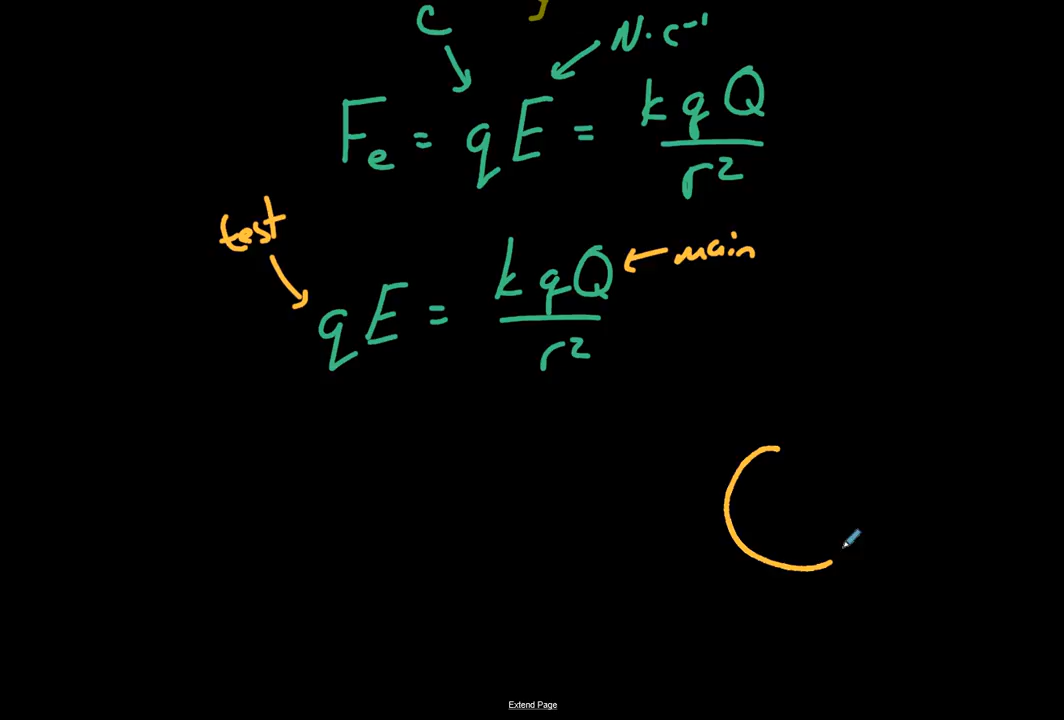 C N·c⁻¹
Fₑ = qE = kqQ / r²
test
qE = kqQ / r² ← main
Extend Page